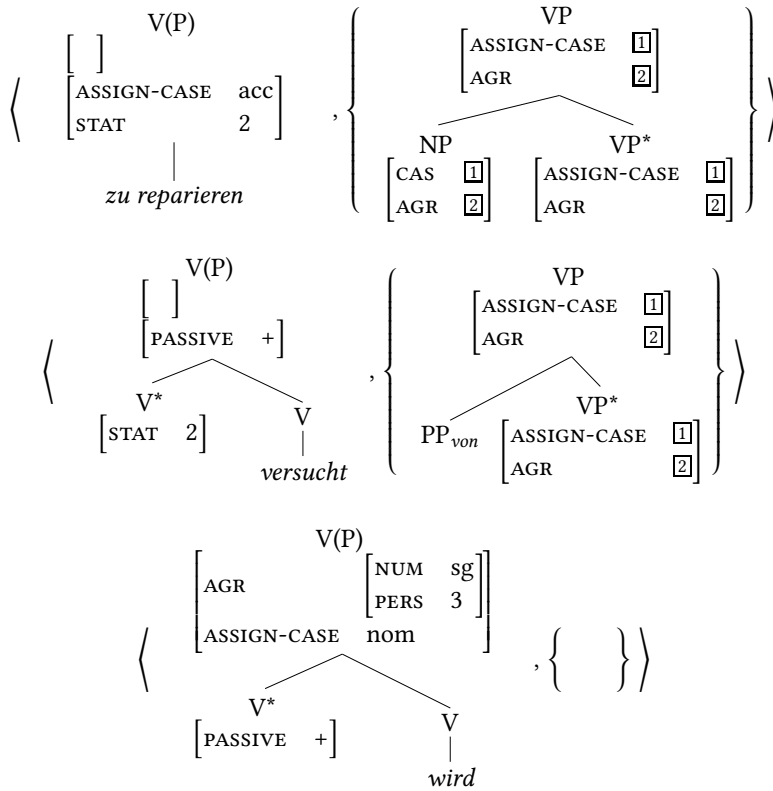 V(P)
[ ]
[ASSIGN-CASE acc
STAT 2]
zu reparieren
,
VP
[ASSIGN-CASE 1
AGR 2]
NP VP*
[CAS 1 [ASSIGN-CASE 1
AGR 2] AGR 2]
V(P)
[ ]
[PASSIVE +]
V*
[STAT 2]
V
versucht
,
VP
[ASSIGN-CASE 1
AGR 2]
VP*
PPvon [ASSIGN-CASE 1
AGR 2]
V(P)
[AGR [NUM sg
PERS 3]
ASSIGN-CASE nom]
V*
[PASSIVE +]
V
wird
, { }